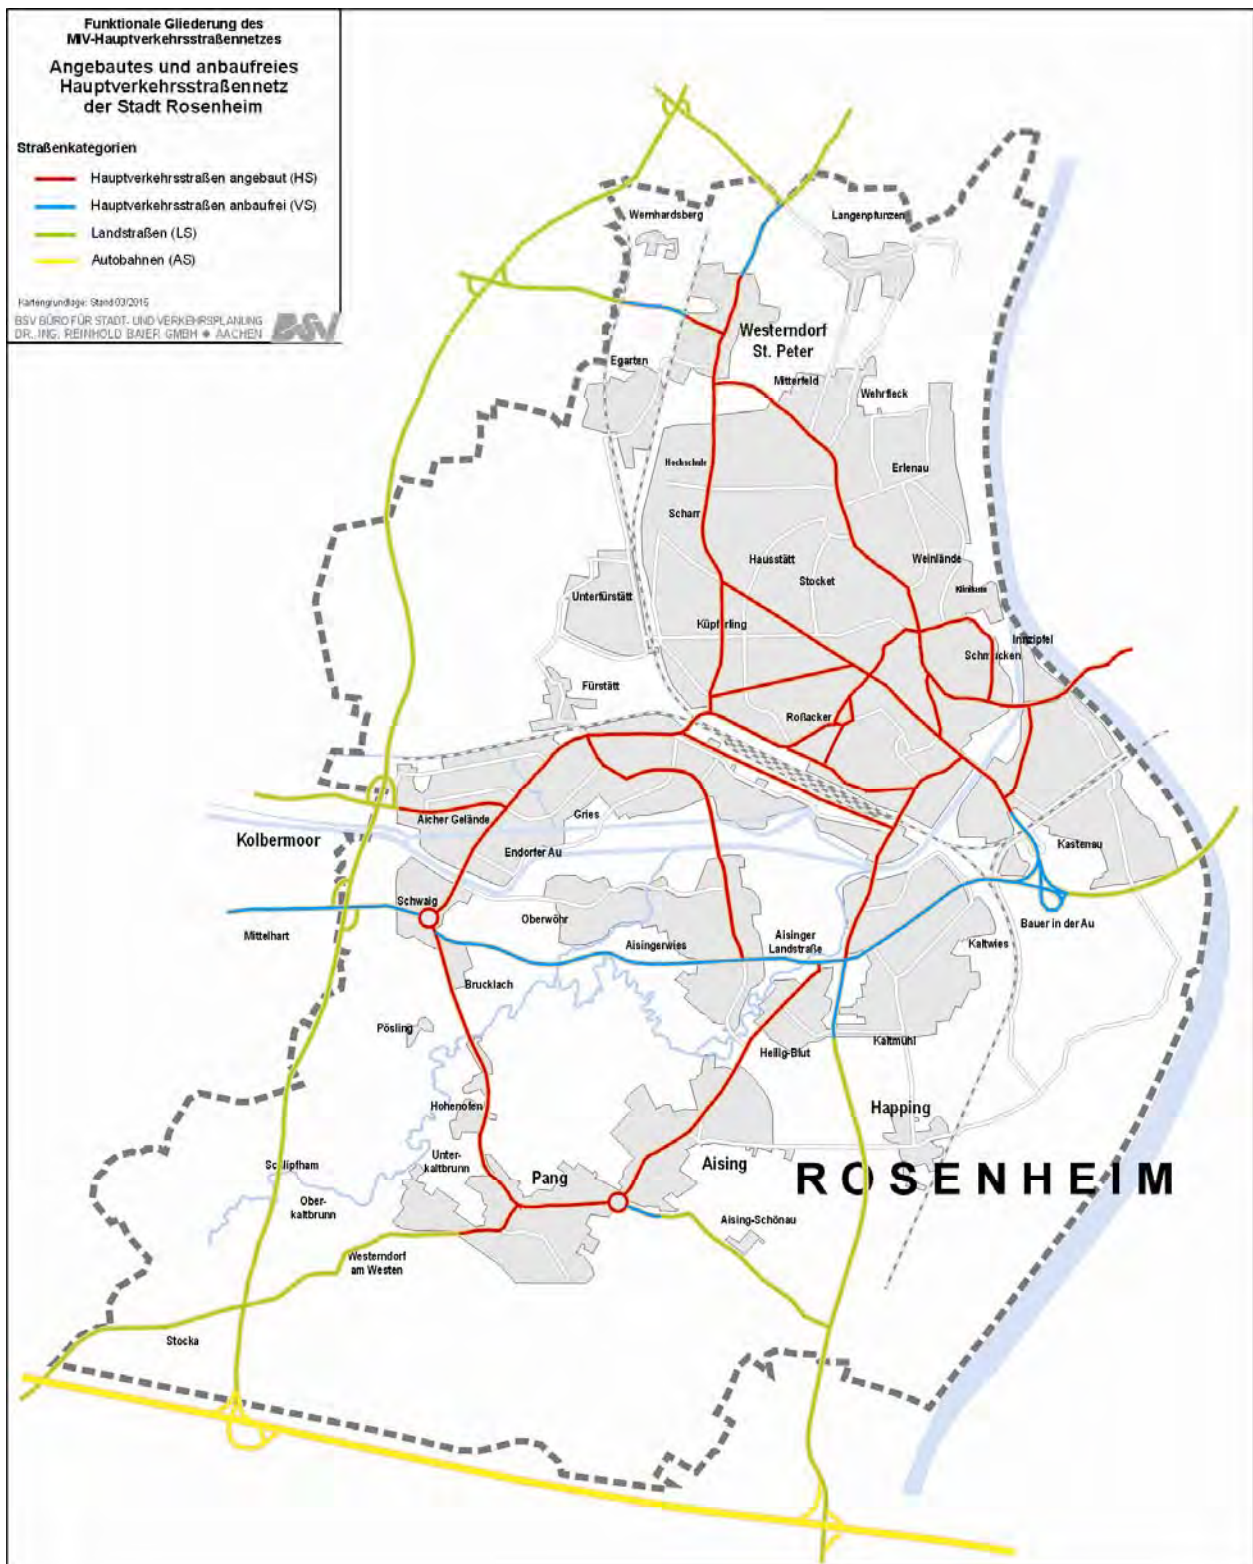 Funktionale Gliederung des
MIV-Hauptverkehrsstraßennetzes
Angebautes und anbaufreies
Hauptverkehrsstraßennetz
der Stadt Rosenheim
Straßenkategorien
Hauptverkehrsstraßen angebaut (HS)
Hauptverkehrsstraßen anbaufrei (VS)
Landstraßen (LS)
Autobahnen (AS)
Kartengrundlage: Stand 03/2015
BSV BÜRO FÜR STADT- UND VERKEHRSPLANUNG
DR.-ING. REINHOLD BAIER GMBH ◆ AACHEN
BSV
Wernhardsberg
Langenpfunzen
Westerndorf
St. Peter
Egarten
Mitterfeld
Wehrfleck
Hochschule
Erlenau
Scharr
Hausstätt
Stocket
Weinlände
Klinikum
Unterfürstätt
Küpferling
Innzipfel
Schmucken
Fürstätt
Roßacker
Aicher Gelände
Gries
Kolbermoor
Endorfer Au
Kastenau
Schwaig
Oberwöhr
Mittelhart
Aisingerwies
Aisinger
Landstraße
Bauer in der Au
Kaltwies
Brucklach
Pösling
Heilig-Blut
Kaltmühl
Hohenofen
Happing
Unter-
kaltbrunn
Schlipfham
Pang
Aising
ROSENHEIM
Ober-
kaltbrunn
Aising-Schönau
Westerndorf
am Westen
Stocka